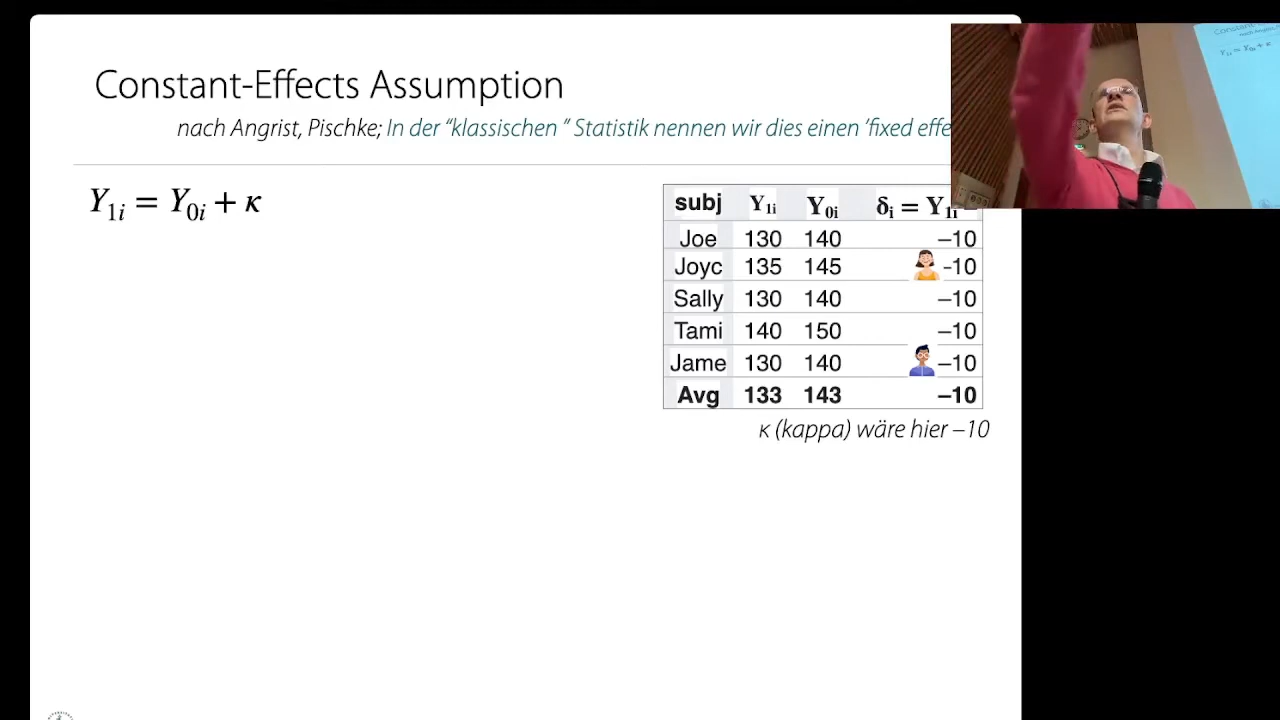 Constant-Effects Assumption
nach Angrist, Pischke; In der “klassischen ” Statistik nennen wir dies einen ‘fixed effe
Y₁ᵢ = Y₀ᵢ + κ
subj Y₁ᵢ Y₀ᵢ δᵢ = Y₁ᵢ –
Joe 130 140 –10
Joyc 135 145 -10
Sally 130 140 –10
Tami 140 150 –10
Jame 130 140 –10
Avg 133 143 –10
κ (kappa) wäre hier –10
Y₁ᵢ = Y₀ᵢ + κ